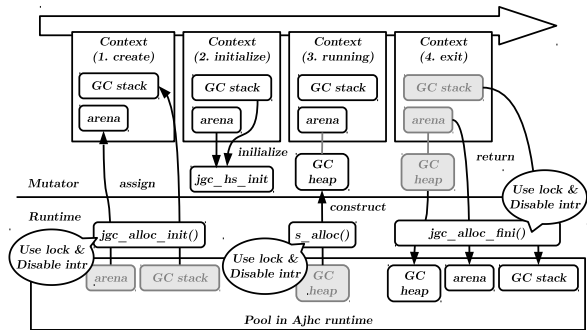 Context
(1. create)
GC stack
arena
Context
(2. initialize)
GC stack
arena
inilialize
jgc_hs_init
Context
(3. running)
GC stack
arena
GC
heap
Context
(4. exit)
GC stack
arena
GC
heap
return
Mutator
assign
construct
Use lock &
Disable intr
Runtime
jgc_alloc_init()
s_alloc()
jgc_alloc_fini()
Use lock &
Disable intr
Use lock &
Disable intr
arena
GC stack
GC
heap
GC
heap
arena
GC stack
Pool in Ajhc runtime